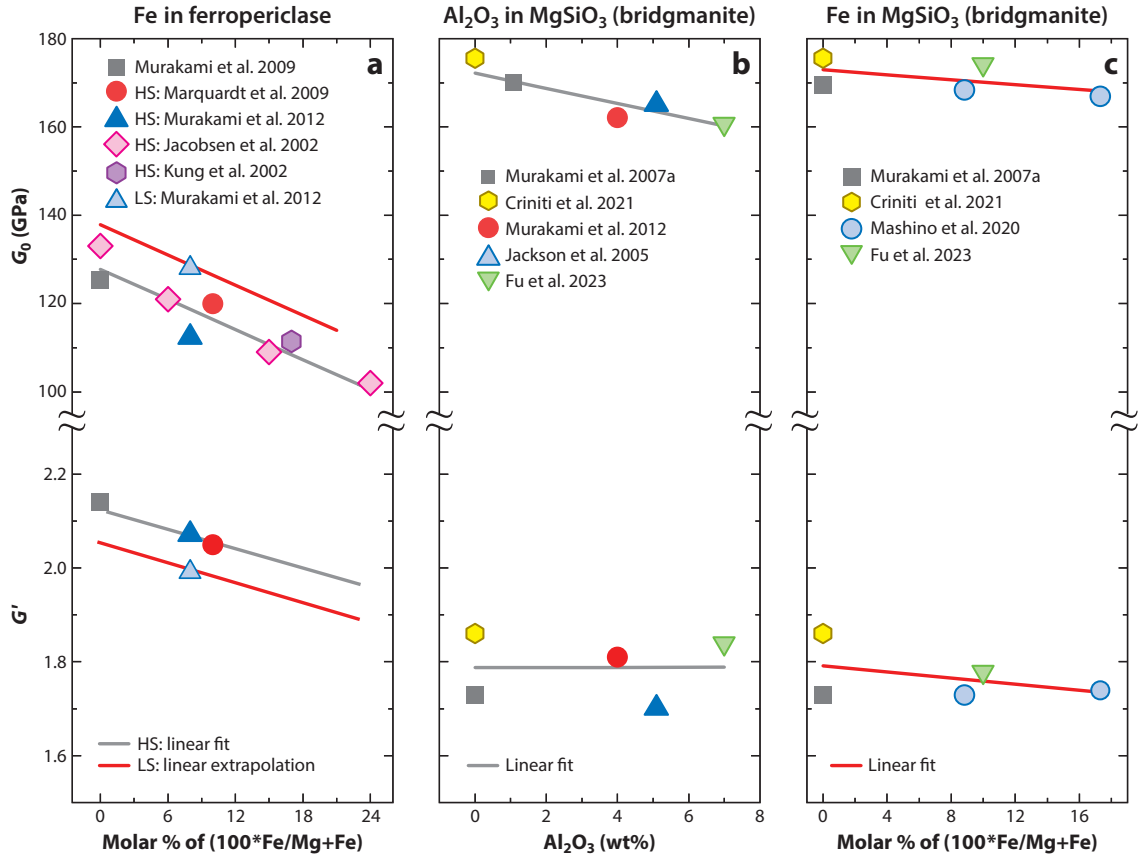 Fe in ferropericlase
Al₂O₃ in MgSiO₃ (bridgmanite)
Fe in MgSiO₃ (bridgmanite)
a
b
c
G₀ (GPa)
180
160
140
120
100
G'
2.2
2.0
1.8
1.6
Murakami et al. 2009
HS: Marquardt et al. 2009
HS: Murakami et al. 2012
HS: Jacobsen et al. 2002
HS: Kung et al. 2002
LS: Murakami et al. 2012
HS: linear fit
LS: linear extrapolation
0 6 12 18 24
Molar % of (100*Fe/Mg+Fe)
Murakami et al. 2007a
Criniti et al. 2021
Murakami et al. 2012
Jackson et al. 2005
Fu et al. 2023
Linear fit
0 2 4 6 8
Al₂O₃ (wt%)
Murakami et al. 2007a
Criniti et al. 2021
Mashino et al. 2020
Fu et al. 2023
Linear fit
0 4 8 12 16
Molar % of (100*Fe/Mg+Fe)